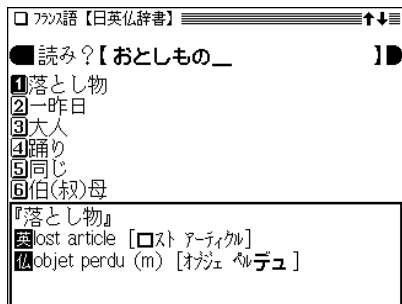 フランス語【日英仏辞書】
読み?【おとしもの_ 】
1落とし物
2一昨日
3大人
4踊り
5同じ
6伯(叔)母
『落とし物』
英lost article [ロスト アーティクル]
仏objet perdu (m) [オブジェ ペルデュ]